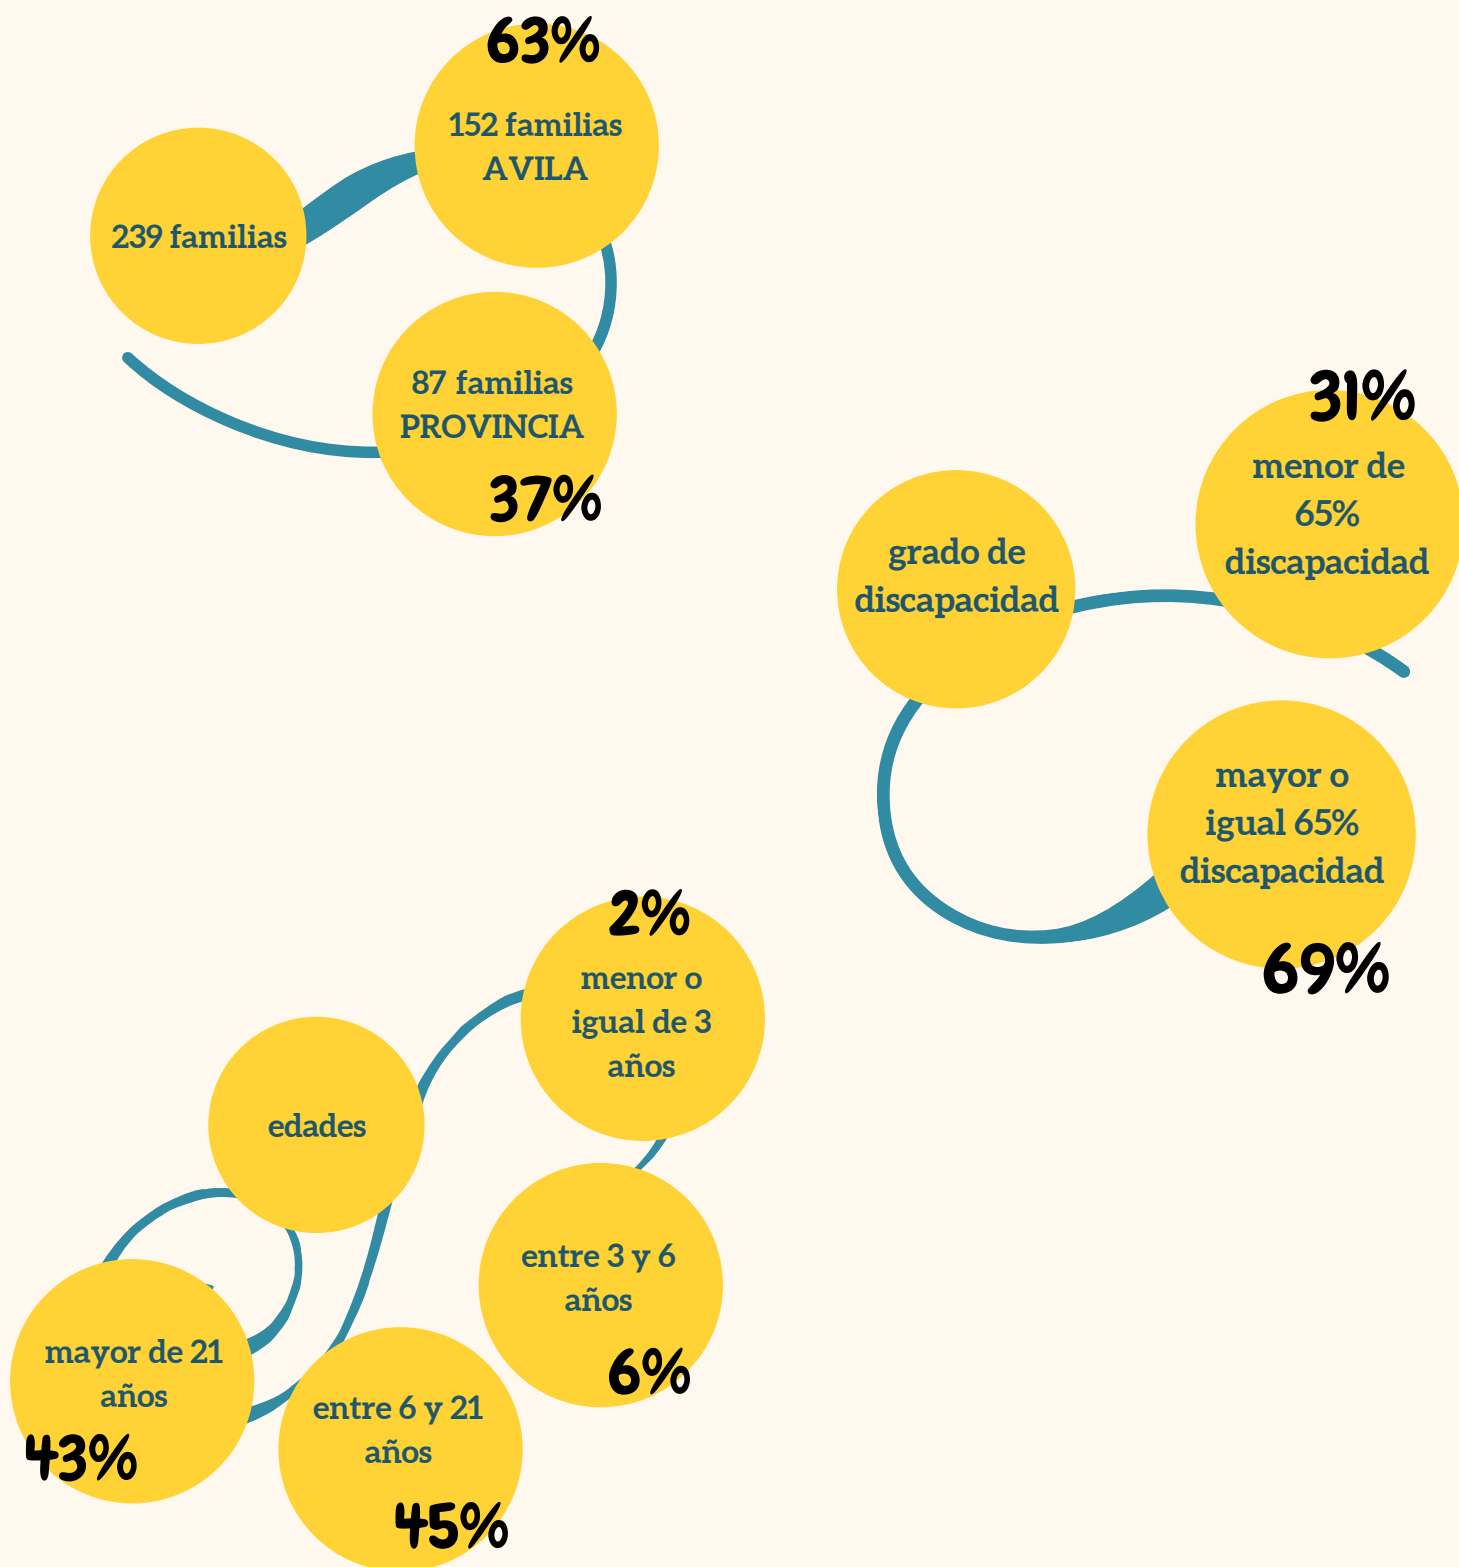 63%
152 familias
AVILA
239 familias
87 familias
PROVINCIA
37%
31%
menor de
65%
discapacidad
grado de
discapacidad
mayor o
igual 65%
discapacidad
69%
2%
menor o
igual de 3
años
edades
entre 3 y 6
años
6%
mayor de 21
años
43%
entre 6 y 21
años
45%